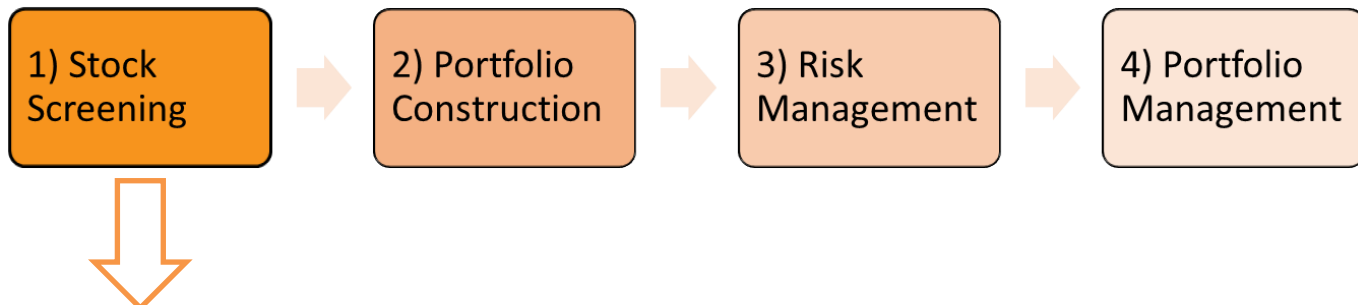 1) Stock
Screening
2) Portfolio
Construction
3) Risk
Management
4) Portfolio
Management